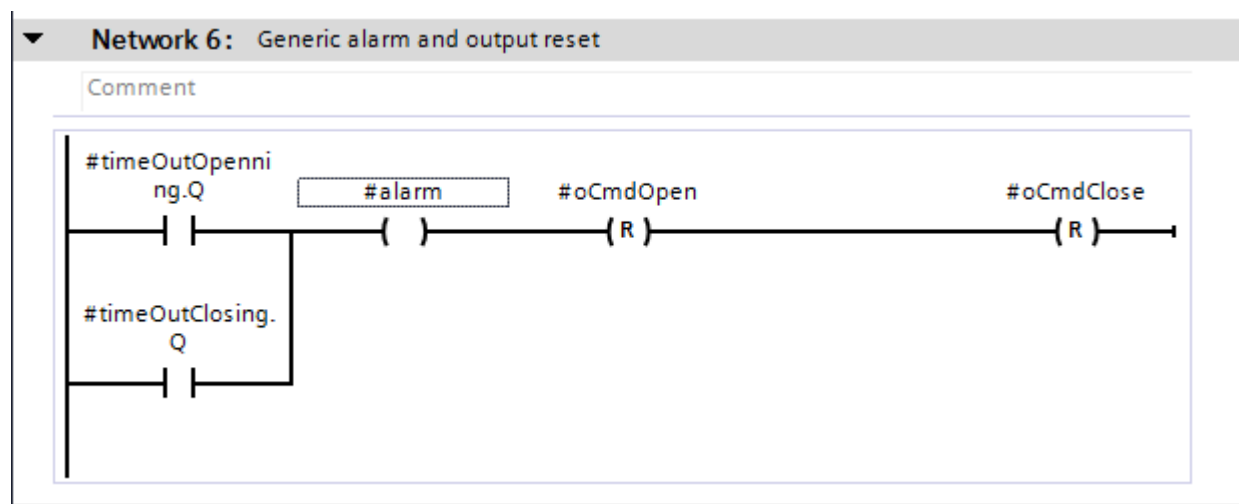 Network 6: Generic alarm and output reset
Comment
#timeOutOpenni
ng.Q
#alarm
#oCmdOpen
#oCmdClose
R
R
#timeOutClosing.
Q